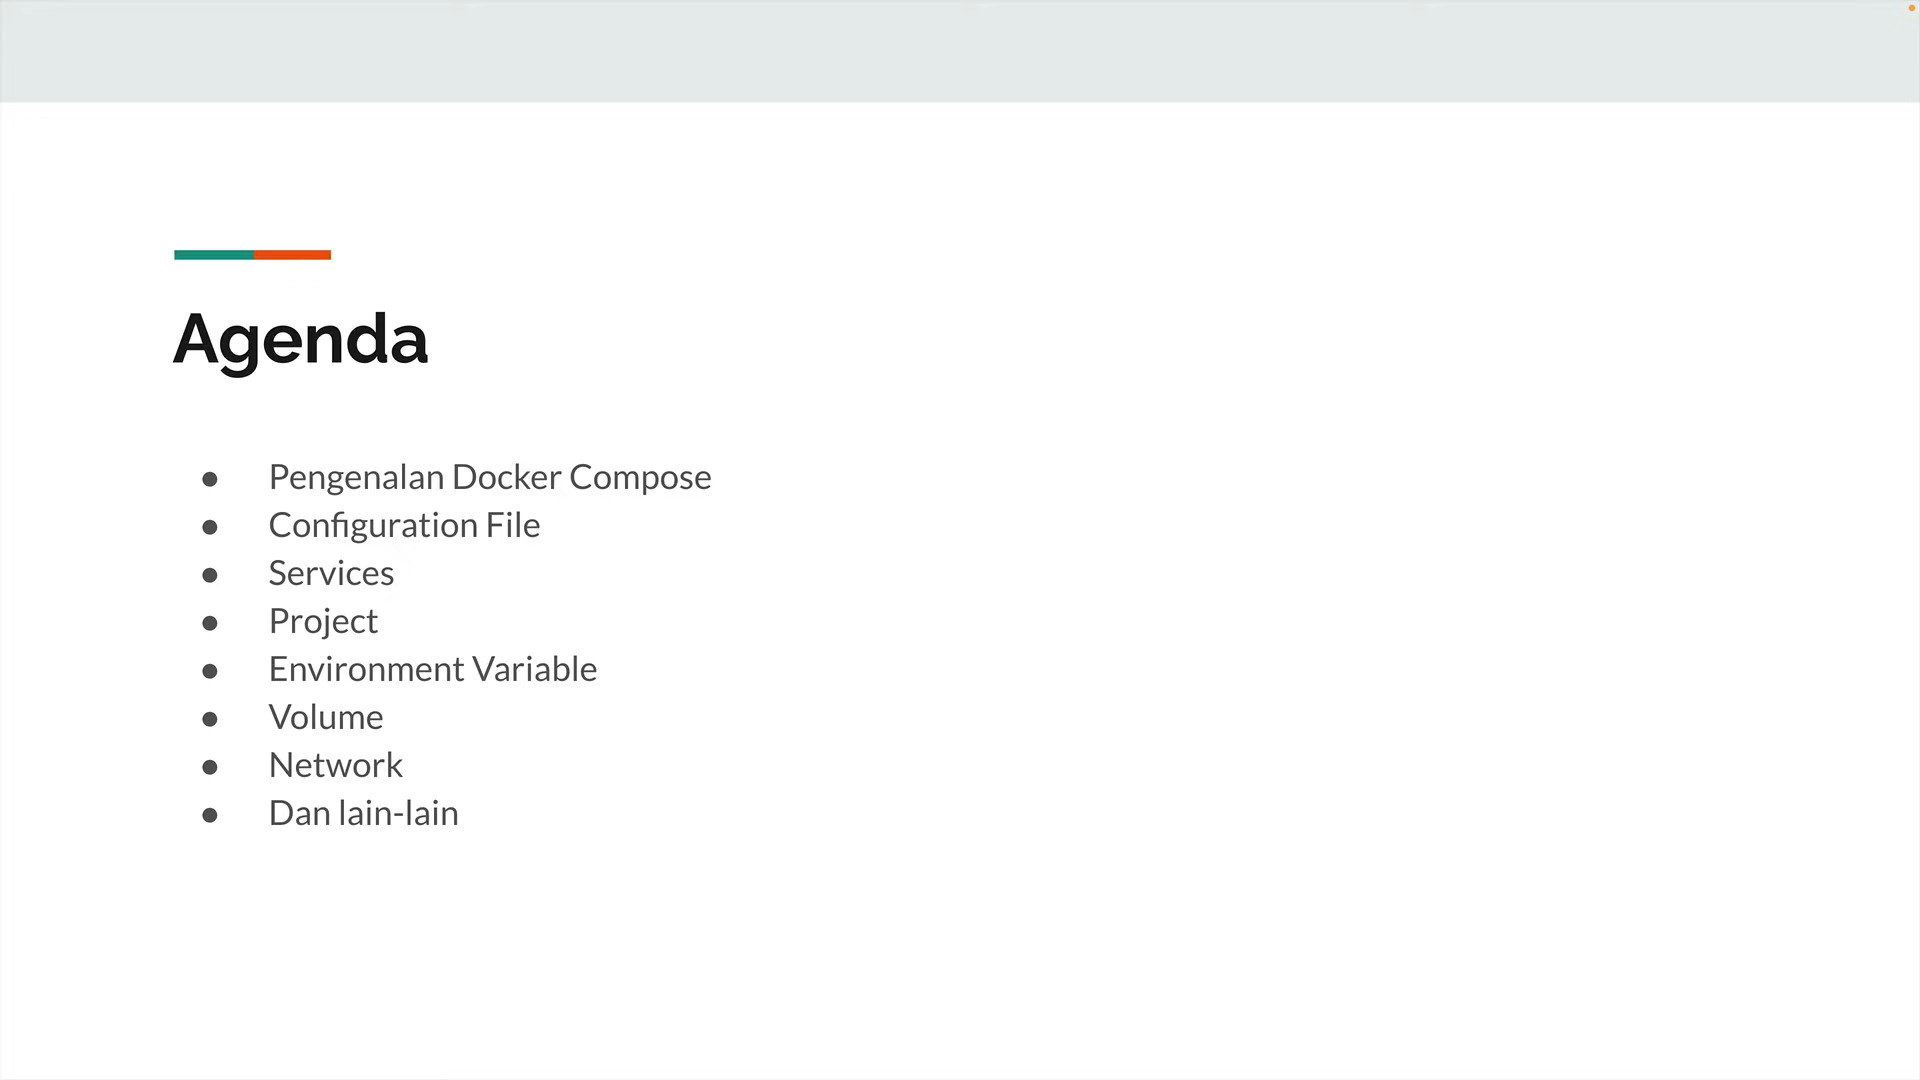 Agenda
● Pengenalan Docker Compose
● Configuration File
● Services
● Project
● Environment Variable
● Volume
● Network
● Dan lain-lain